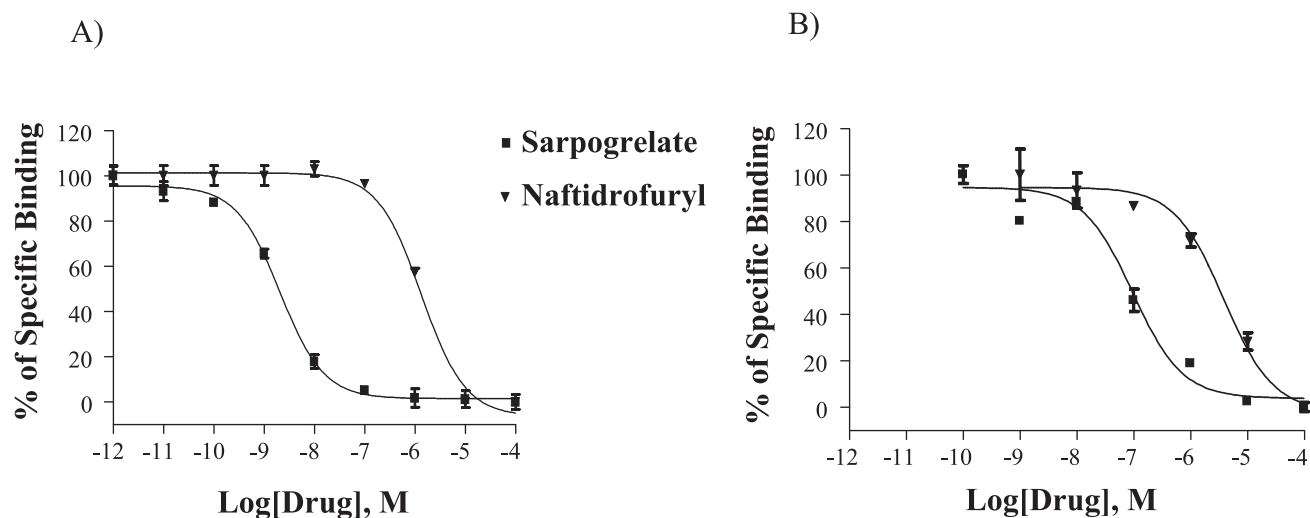 A)
B)
% of Specific Binding
120
100
80
60
40
20
0
-12 -11 -10 -9 -8 -7 -6 -5 -4
Log[Drug], M
Sarpogrelate
Naftidrofuryl
% of Specific Binding
120
100
80
60
40
20
0
-12 -11 -10 -9 -8 -7 -6 -5 -4
Log[Drug], M